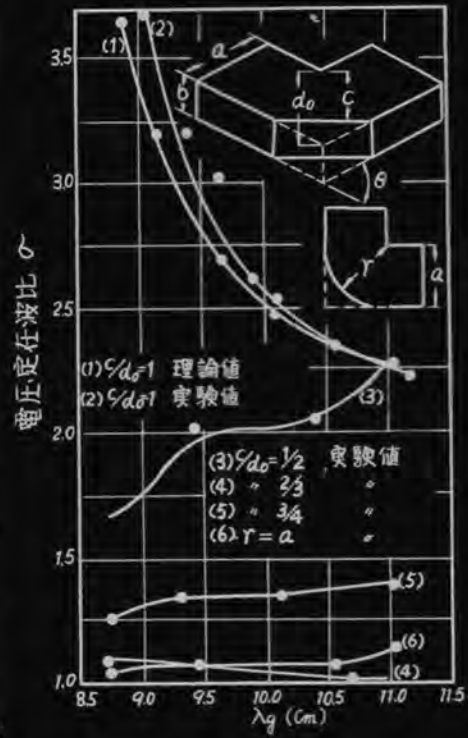 3.5
3.0
2.5
2.0
1.5
1.0
電圧定在波比 σ
(1)
(2)
a
b
d₀
c
θ
r
a
(1) c/d₀=1 理論値
(2) c/d₀=1 実験値
(3)
(3) c/d₀=1/2 実験値
(4) 〃 2/3 〃
(5) 〃 3/4 〃
(6) r = a 〃
(5)
(6)
(4)
8.5 9.0 9.5 10.0 10.5 11.0 11.5
λg (Cm)